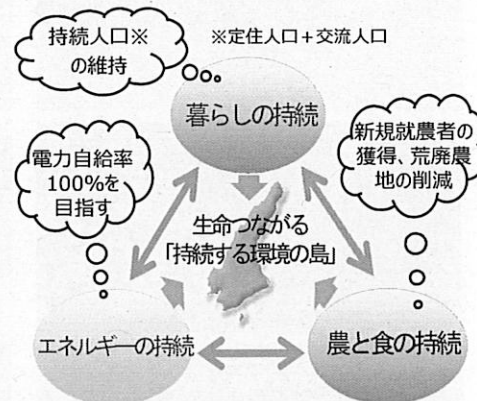 持続人口※
の維持
※定住人口+交流人口
暮らしの持続
電力自給率
100%を
目指す
新規就農者の
獲得、荒廃農
地の削減
生命つながる
「持続する環境の島」
エネルギーの持続
農と食の持続